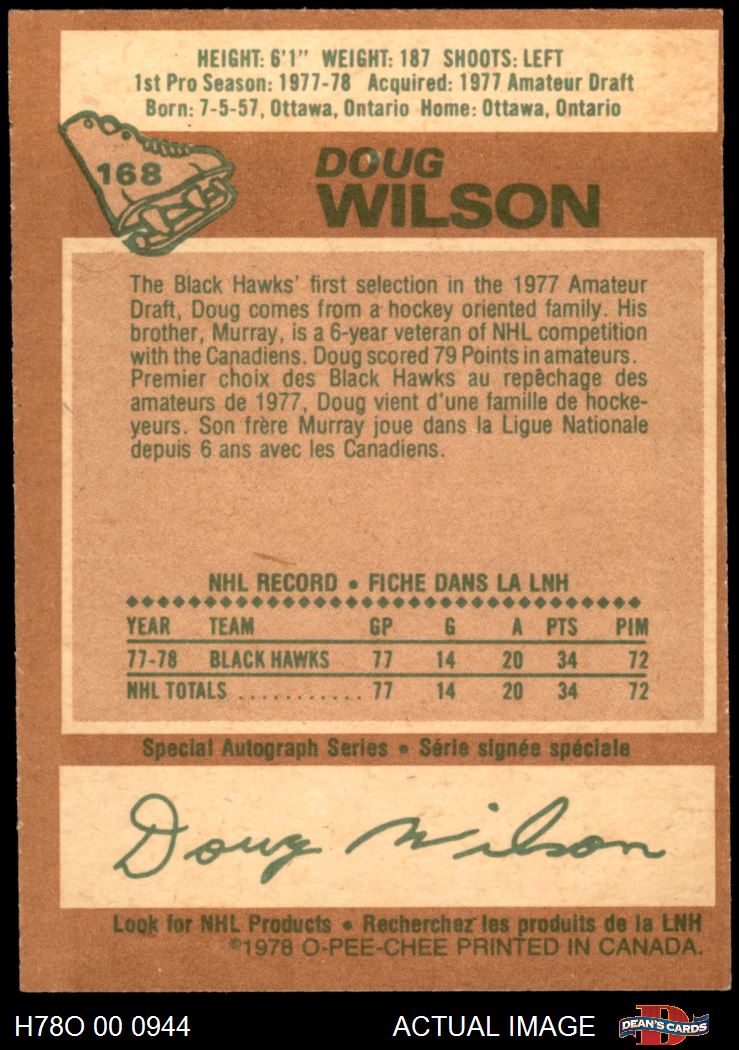 HEIGHT: 6'1" WEIGHT: 187 SHOOTS: LEFT
1st Pro Season: 1977-78 Acquired: 1977 Amateur Draft
Born: 7-5-57, Ottawa, Ontario Home: Ottawa, Ontario
168
DOUG
WILSON
The Black Hawks' first selection in the 1977 Amateur
Draft, Doug comes from a hockey oriented family. His
brother, Murray, is a 6-year veteran of NHL competition
with the Canadiens. Doug scored 79 Points in amateurs.
Premier choix des Black Hawks au repêchage des
amateurs de 1977, Doug vient d'une famille de hocke-
yeurs. Son frère Murray joue dans la Ligue Nationale
depuis 6 ans avec les Canadiens.
NHL RECORD • FICHE DANS LA LNH
YEAR TEAM GP G A PTS PIM
77-78 BLACK HAWKS 77 14 20 34 72
NHL TOTALS ........... 77 14 20 34 72
Special Autograph Series • Série signée spéciale
Doug Wilson
Look for NHL Products • Recherchez les produits de la LNH
©1978 O-PEE-CHEE PRINTED IN CANADA.
H78O 00 0944 ACTUAL IMAGE D DEAN'S CARDS